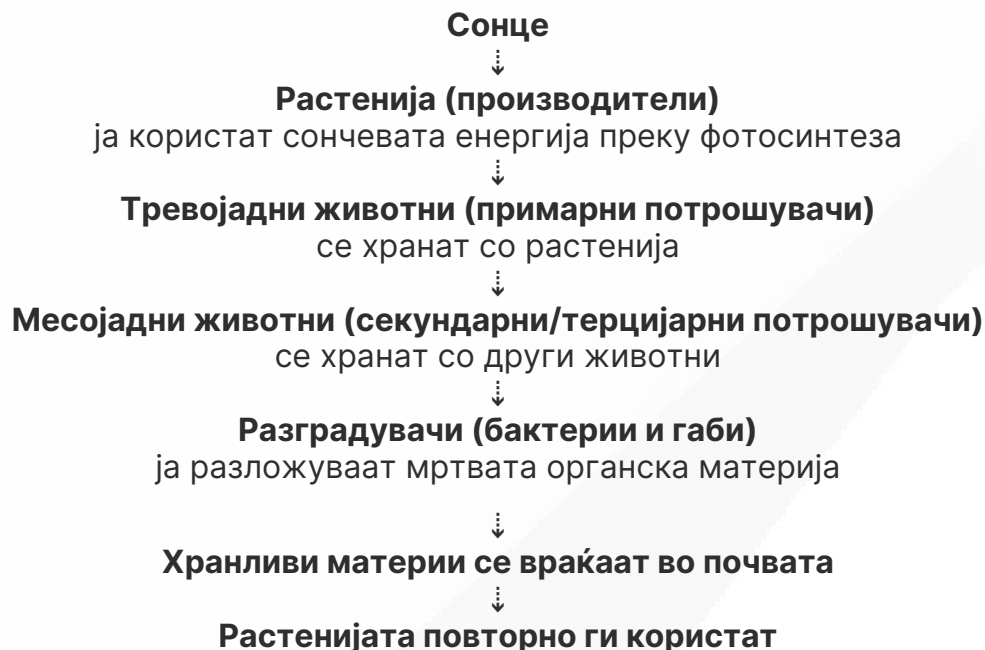 Сонце
⇣
Растенија (производители)
ја користат сончевата енергија преку фотосинтеза
⇣
Тревојадни животни (примарни потрошувачи)
се хранат со растенија
⇣
Месојадни животни (секундарни/терцијарни потрошувачи)
се хранат со други животни
⇣
Разградувачи (бактерии и габи)
ја разложуваат мртвата органска материја
⇣
Хранливи материи се враќаат во почвата
⇣
Растенијата повторно ги користат